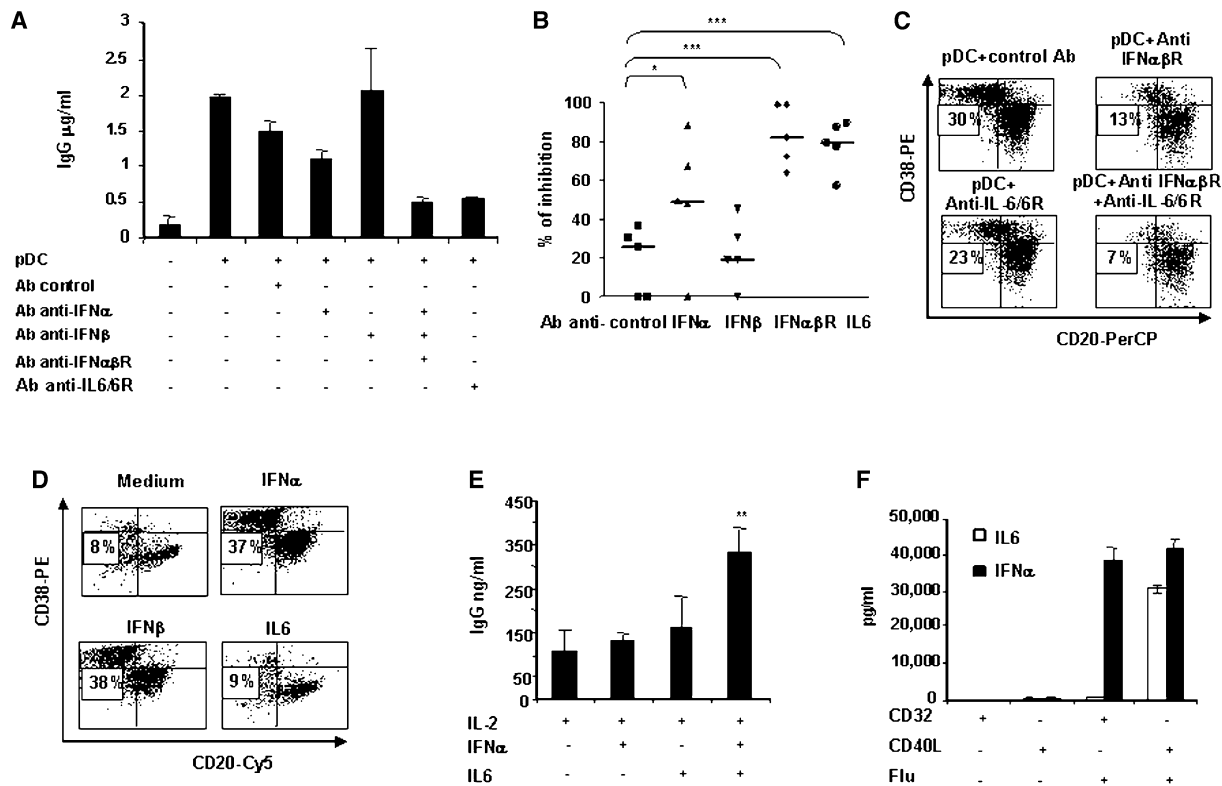 A
IgG µg/ml
3
2.5
2
1.5
1
0.5
0
pDC - + + + + + +
Ab control - - + - - - -
Ab anti-IFNα - - - + - + -
Ab anti-IFNβ - - - - + + -
Ab anti-IFNαβR - - - - - + -
Ab anti-IL6/6R - - - - - - +
B
***
***
*
% of inhibition
100
80
60
40
20
0
Ab anti- control IFNα IFNβ IFNαβR IL6
C
pDC+control Ab
pDC+Anti
IFNαβR
30%
13%
pDC+
Anti-IL-6/6R
pDC+Anti IFNαβR
+Anti-IL-6/6R
23%
7%
CD38-PE
CD20-PerCP
D
Medium
IFNα
8%
37%
IFNβ
IL6
38%
9%
CD38-PE
CD20-Cy5
E
IgG ng/ml
450
350
250
150
50
0
**
IL-2 + + + +
IFNα - + - +
IL6 - - + +
F
pg/ml
50,000
40,000
30,000
20,000
10,000
0
IL6
IFNα
CD32 + - + -
CD40L - + - +
Flu - - + +